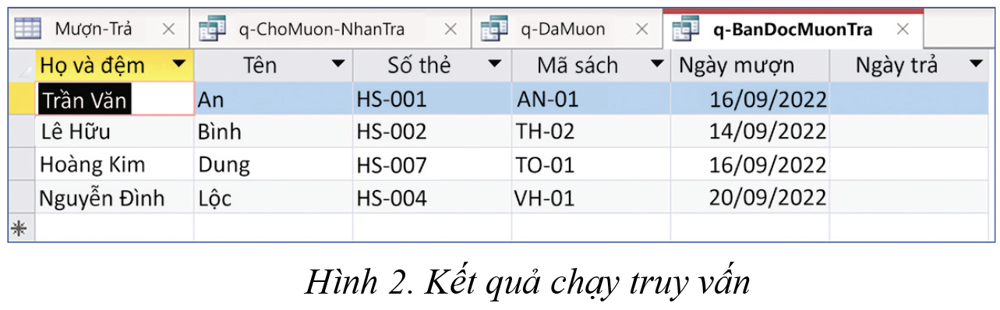 Mượn-Trả q-ChoMuon-NhanTra q-DaMuon q-BanDocMuonTra
Họ và đệm Tên Số thẻ Mã sách Ngày mượn Ngày trả
Trần Văn An HS-001 AN-01 16/09/2022
Lê Hữu Bình HS-002 TH-02 14/09/2022
Hoàng Kim Dung HS-007 TO-01 16/09/2022
Nguyễn Đình Lộc HS-004 VH-01 20/09/2022
Hình 2. Kết quả chạy truy vấn